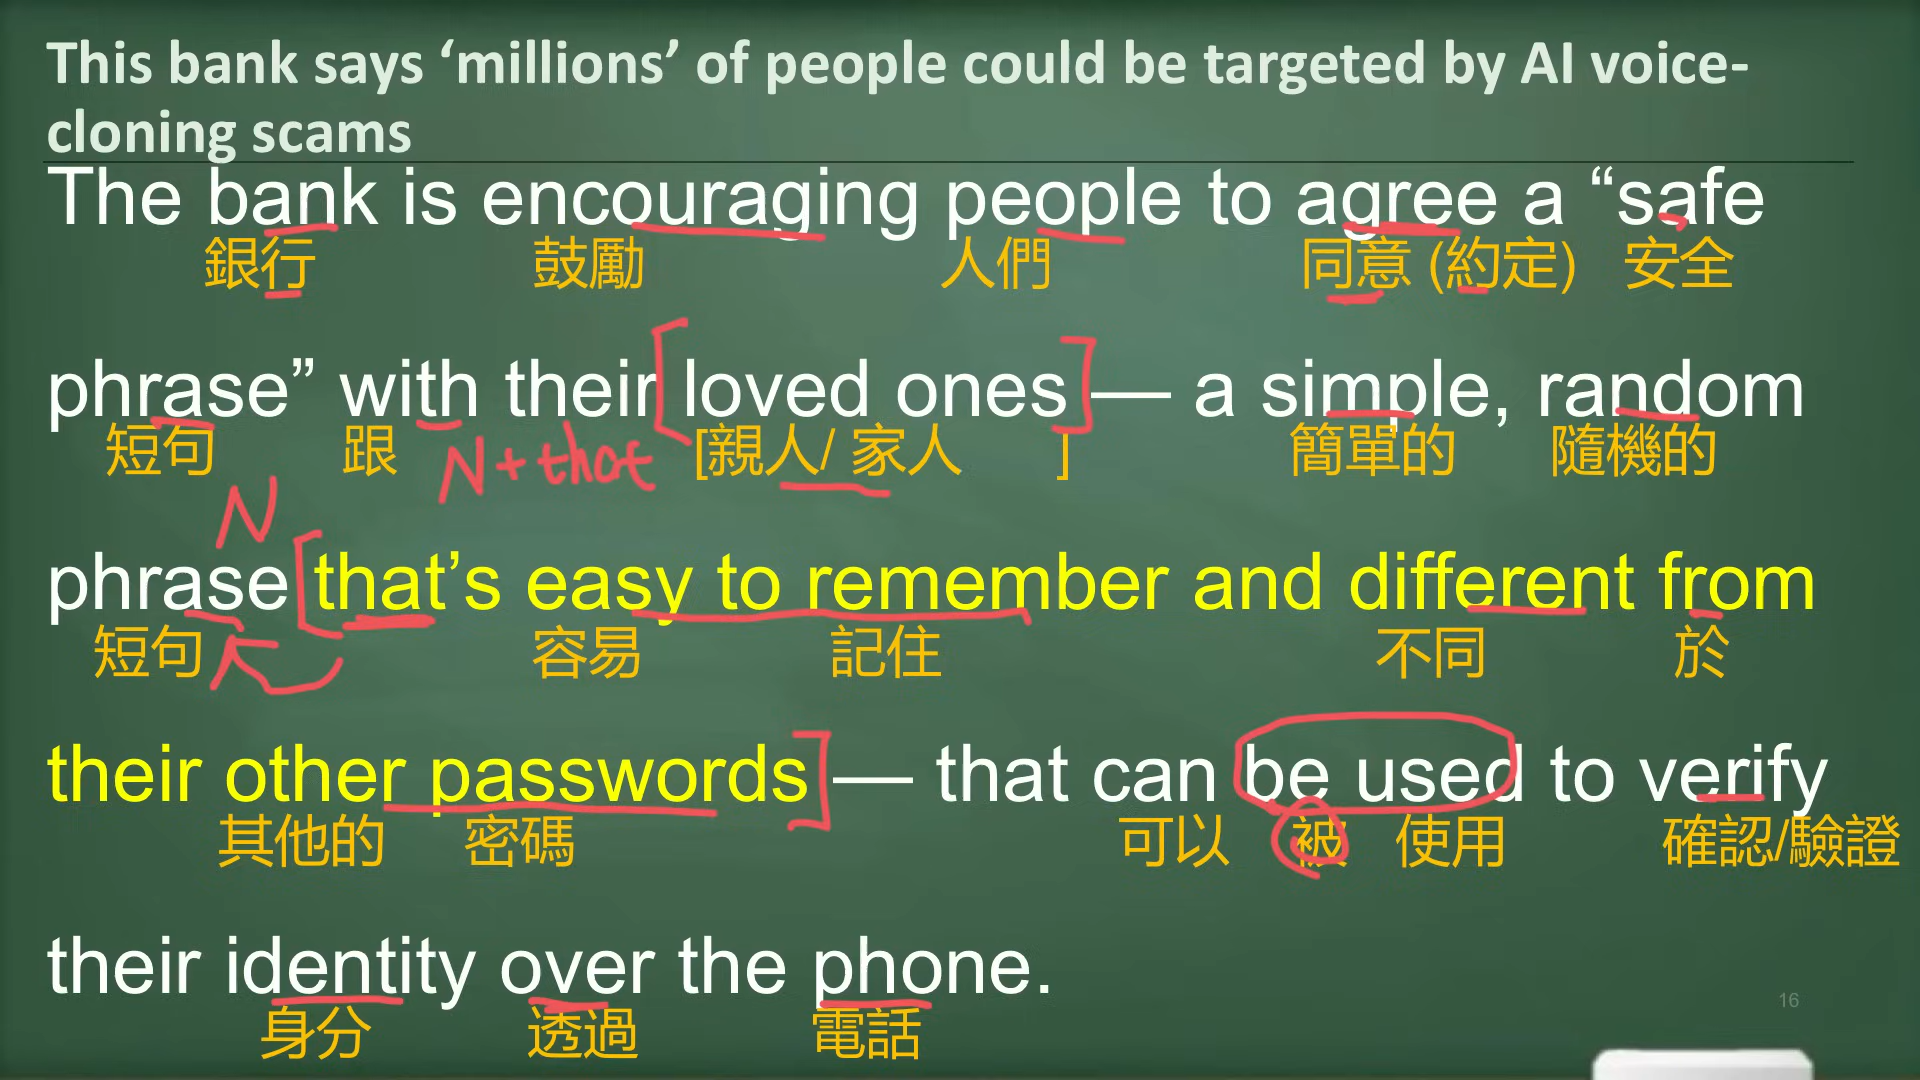 This bank says ‘millions’ of people could be targeted by AI voice-
cloning scams
The bank is encouraging people to agree a “safe
銀行 鼓勵 人們 同意 (約定) 安全
phrase” with their loved ones — a simple, random
短句 跟 [親人/ 家人 ] 簡單的 隨機的
N + that
N
phrase that’s easy to remember and different from
短句 容易 記住 不同 於
their other passwords — that can be used to verify
其他的 密碼 可以 被 使用 確認/驗證
their identity over the phone.
身分 透過 電話
16